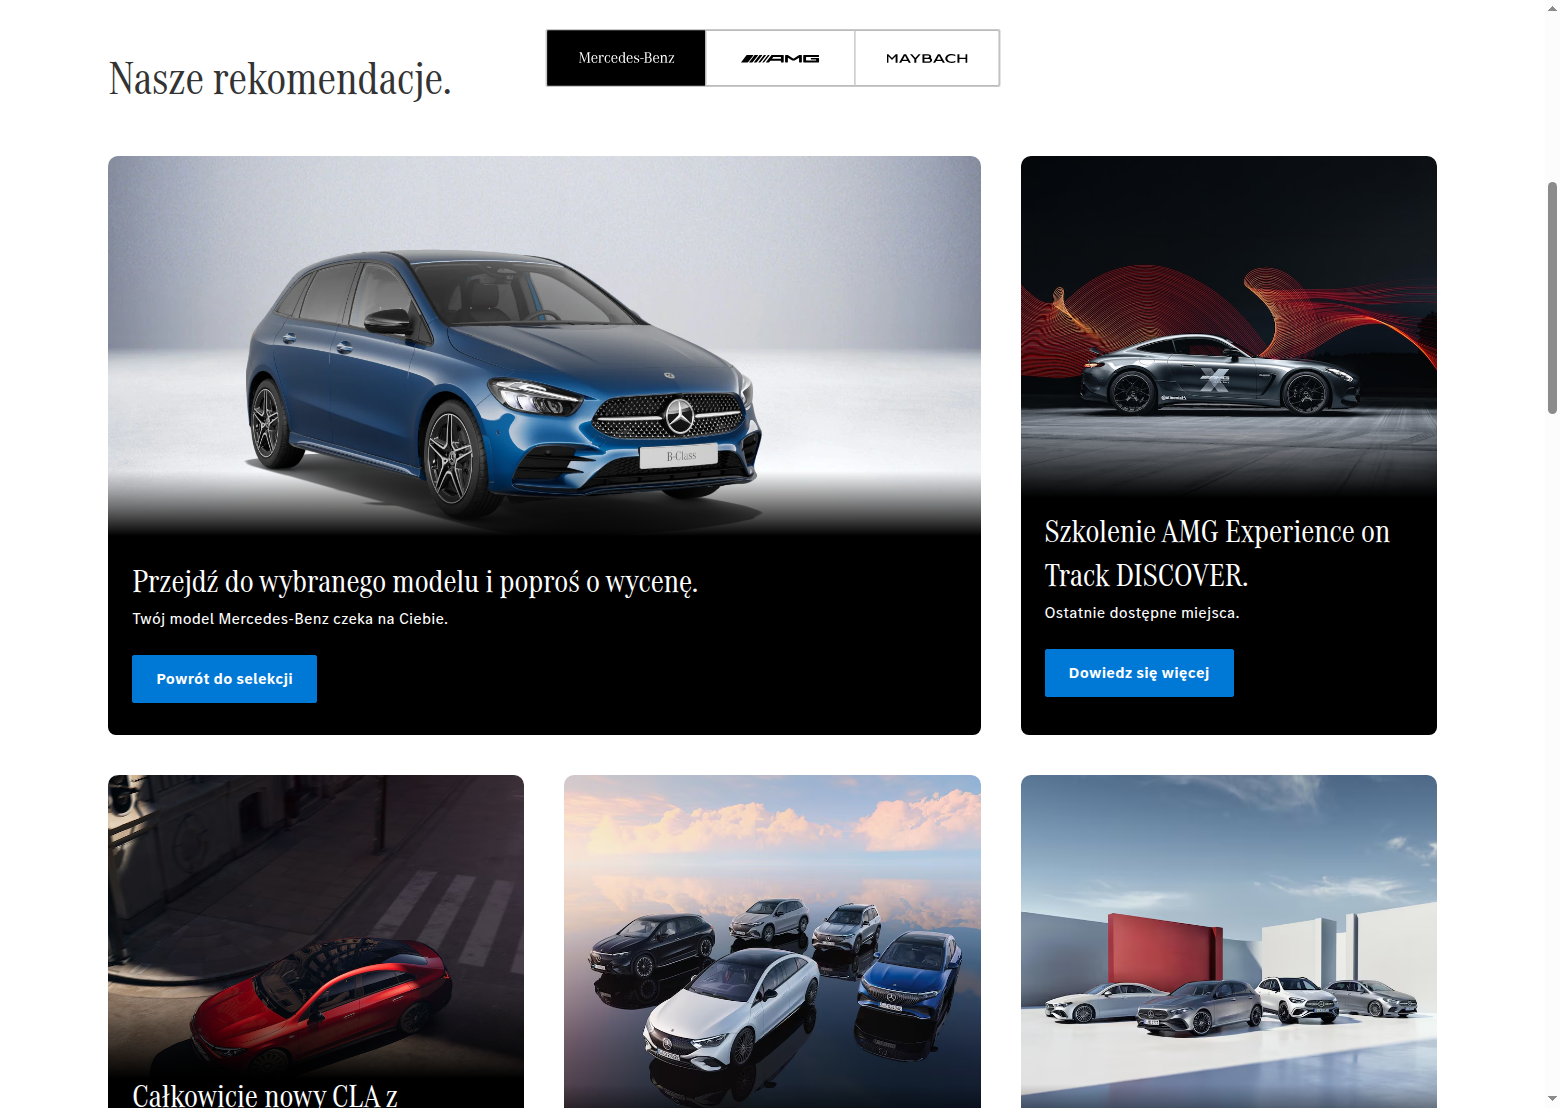 Nasze rekomendacje.
Mercedes-Benz
AMG
MAYBACH
B-Class
AMG
Przejdź do wybranego modelu i poproś o wycenę.
Twój model Mercedes-Benz czeka na Ciebie.
Powrót do selekcji
Szkolenie AMG Experience on
Track DISCOVER.
Ostatnie dostępne miejsca.
Dowiedz się więcej
Całkowicie nowy CLA z